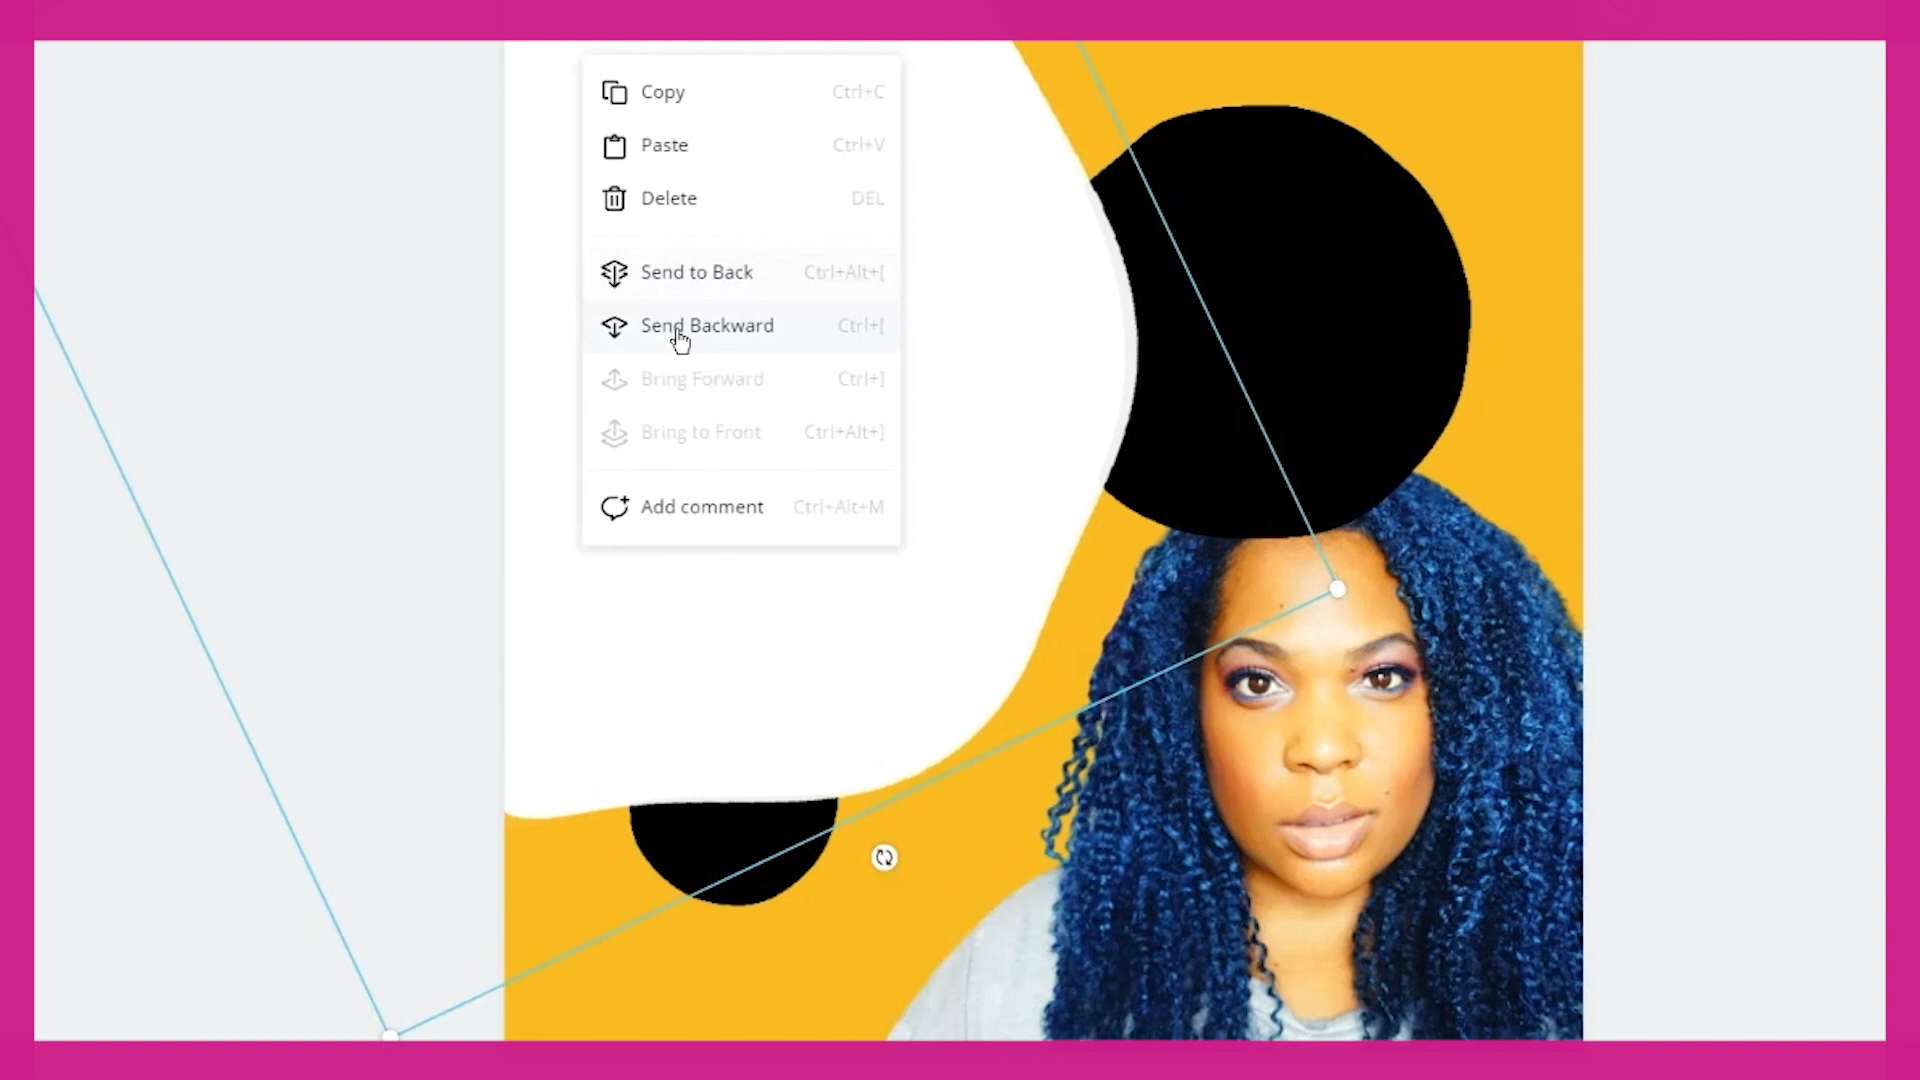 Copy Ctrl+C
Paste Ctrl+V
Delete DEL
Send to Back Ctrl+Alt+[
Send Backward Ctrl+[
Bring Forward Ctrl+]
Bring to Front Ctrl+Alt+]
Add comment Ctrl+Alt+M